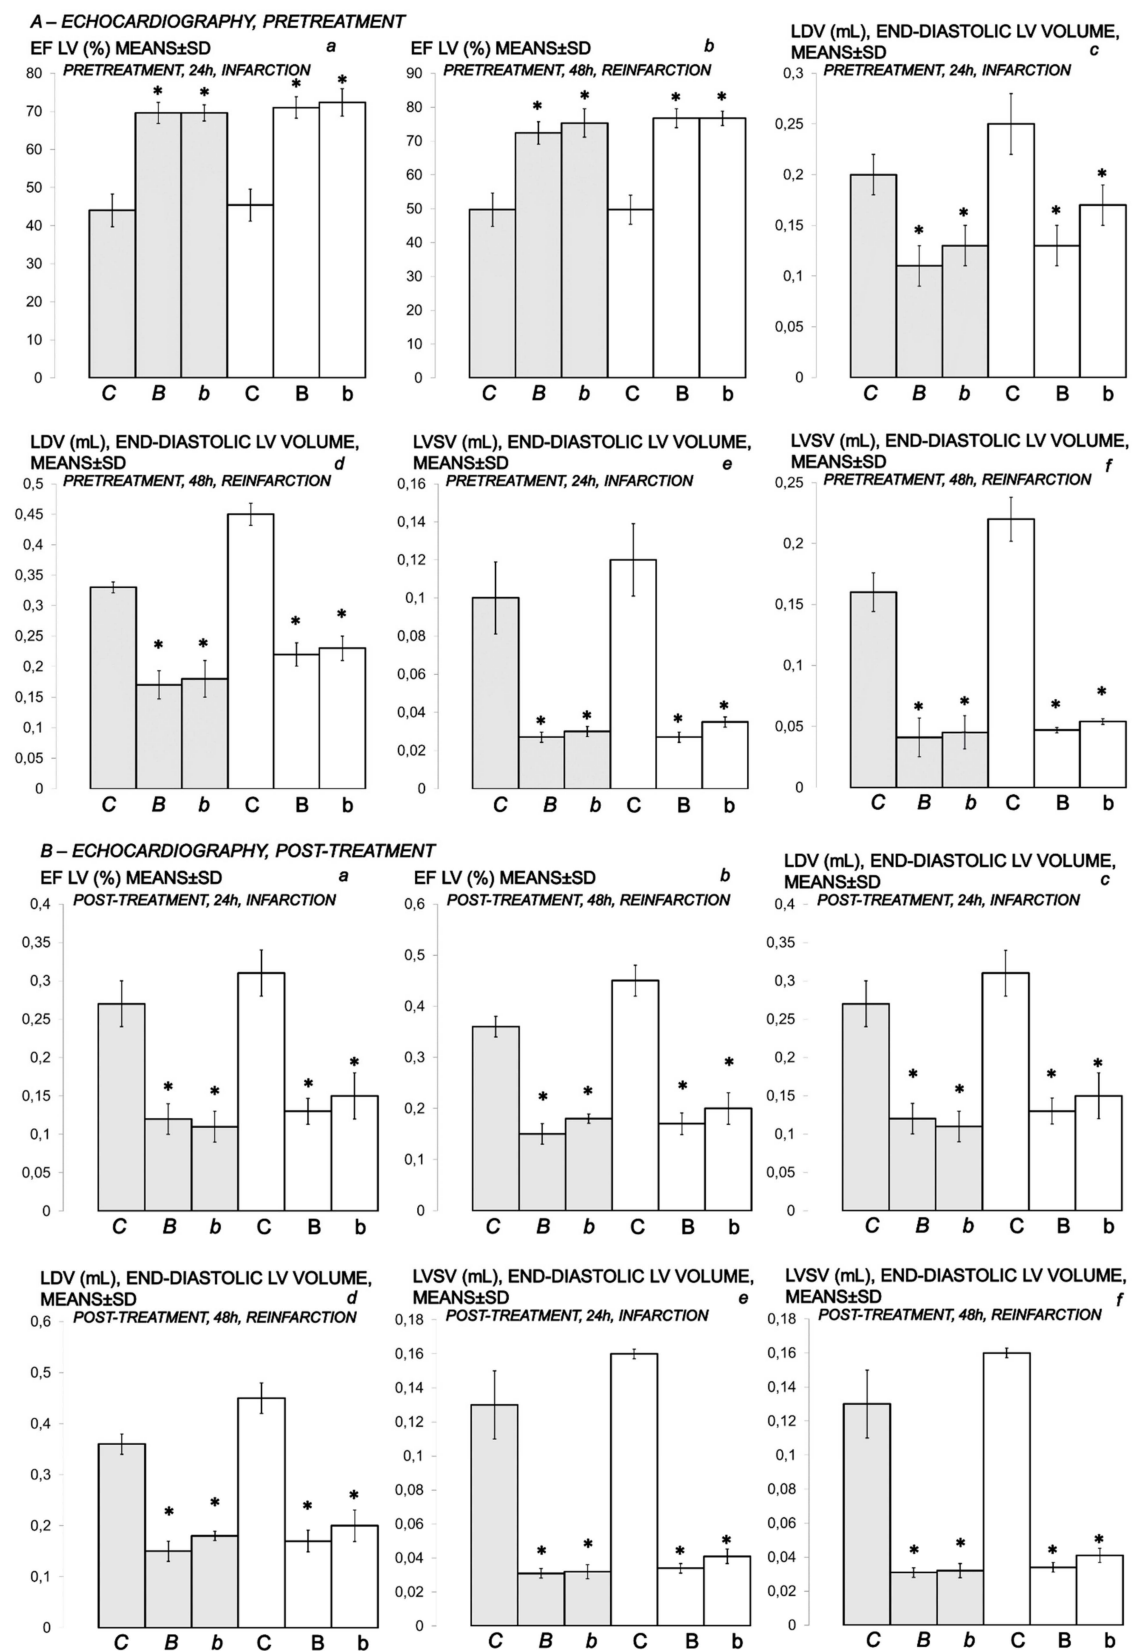 A – ECHOCARDIOGRAPHY, PRETREATMENT
EF LV (%) MEANS±SD a
PRETREATMENT, 24h, INFARCTION
80
70
60
50
40
30
20
10
0
* * * *
C B b C B b
EF LV (%) MEANS±SD b
PRETREATMENT, 48h, REINFARCTION
90
80
70
60
50
40
30
20
10
0
* * * *
C B b C B b
LDV (mL), END-DIASTOLIC LV VOLUME,
MEANS±SD c
PRETREATMENT, 24h, INFARCTION
0,3
0,25
0,2
0,15
0,1
0,05
0
* * * *
C B b C B b
LDV (mL), END-DIASTOLIC LV VOLUME,
MEANS±SD d
PRETREATMENT, 48h, REINFARCTION
0,5
0,45
0,4
0,35
0,3
0,25
0,2
0,15
0,1
0,05
0
* * * *
C B b C B b
LVSV (mL), END-DIASTOLIC LV VOLUME,
MEANS±SD e
PRETREATMENT, 24h, INFARCTION
0,16
0,14
0,12
0,1
0,08
0,06
0,04
0,02
0
* * * *
C B b C B b
LVSV (mL), END-DIASTOLIC LV VOLUME,
MEANS±SD f
PRETREATMENT, 48h, REINFARCTION
0,25
0,2
0,15
0,1
0,05
0
* * * *
C B b C B b
B – ECHOCARDIOGRAPHY, POST-TREATMENT
EF LV (%) MEANS±SD a
POST-TREATMENT, 24h, INFARCTION
0,4
0,35
0,3
0,25
0,2
0,15
0,1
0,05
0
* * * *
C B b C B b
EF LV (%) MEANS±SD b
POST-TREATMENT, 48h, REINFARCTION
0,6
0,5
0,4
0,3
0,2
0,1
0
* * * *
C B b C B b
LDV (mL), END-DIASTOLIC LV VOLUME,
MEANS±SD c
POST-TREATMENT, 24h, INFARCTION
0,4
0,35
0,3
0,25
0,2
0,15
0,1
0,05
0
* * * *
C B b C B b
LDV (mL), END-DIASTOLIC LV VOLUME,
MEANS±SD d
POST-TREATMENT, 48h, REINFARCTION
0,6
0,5
0,4
0,3
0,2
0,1
0
* * * *
C B b C B b
LVSV (mL), END-DIASTOLIC LV VOLUME,
MEANS±SD e
POST-TREATMENT, 24h, INFARCTION
0,18
0,16
0,14
0,12
0,1
0,08
0,06
0,04
0,02
0
* * * *
C B b C B b
LVSV (mL), END-DIASTOLIC LV VOLUME,
MEANS±SD f
POST-TREATMENT, 48h, REINFARCTION
0,18
0,16
0,14
0,12
0,1
0,08
0,06
0,04
0,02
0
* * * *
C B b C B b